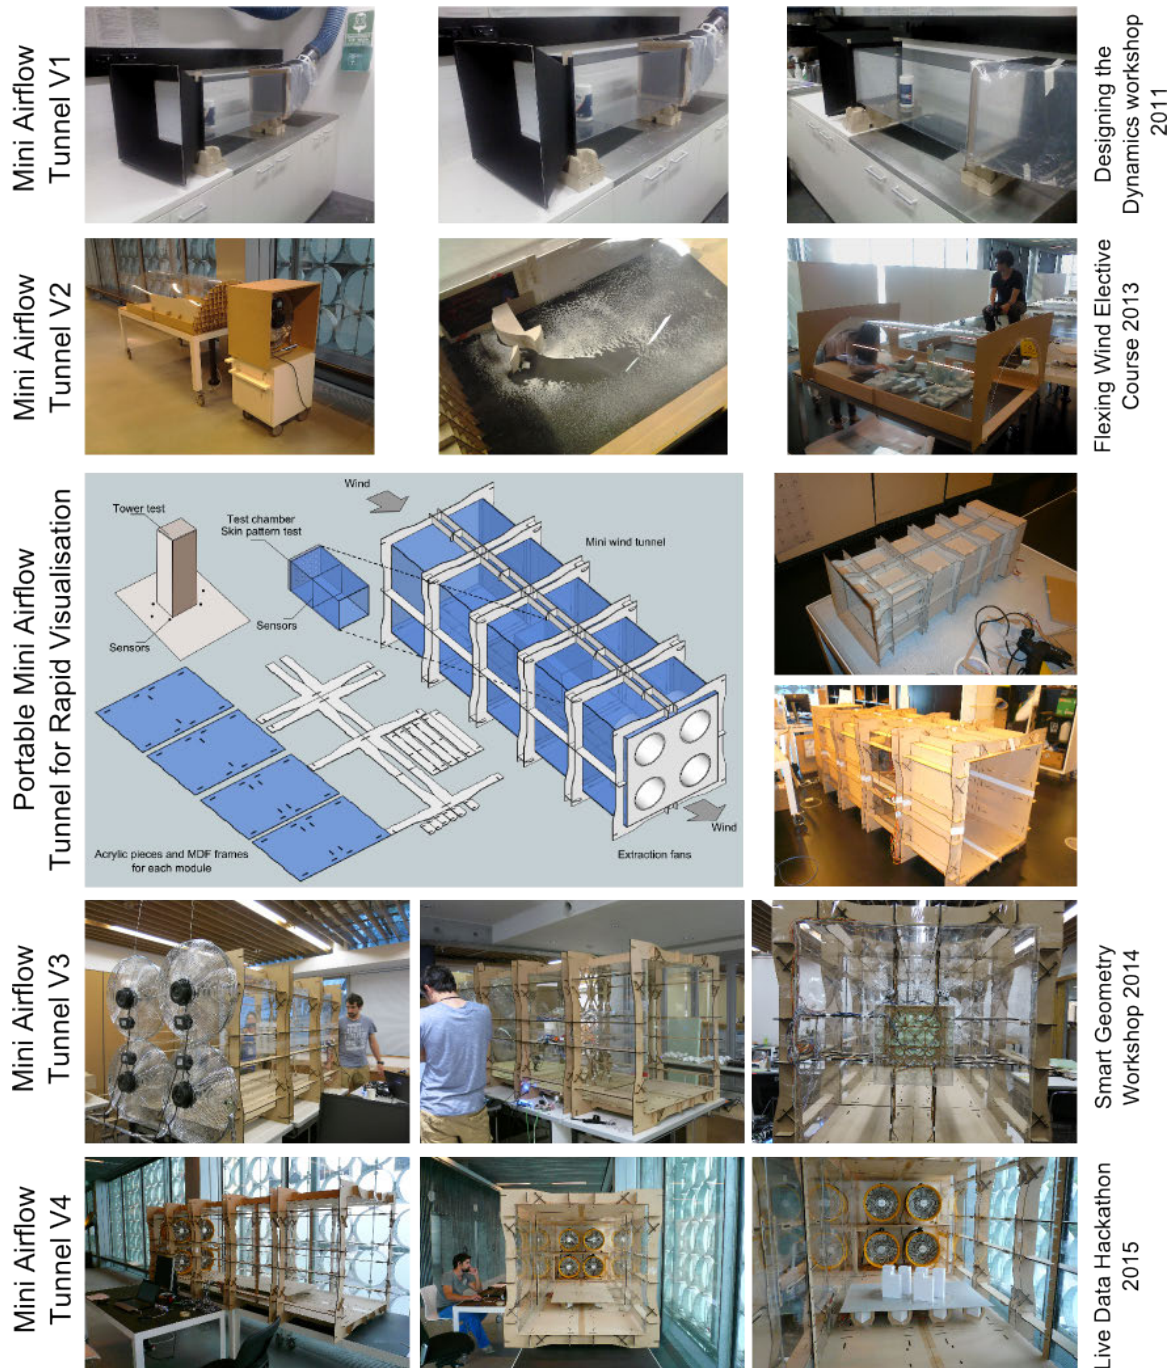 Mini Airflow
Tunnel V1
Designing the
Dynamics workshop
2011
Mini Airflow
Tunnel V2
Flexing Wind Elective
Course 2013
Portable Mini Airflow
Tunnel for Rapid Visualisation
Wind
Tower test
Test chamber
Skin pattern test
Mini wind tunnel
Sensors
Sensors
Wind
Acrylic pieces and MDF frames
for each module
Extraction fans
Mini Airflow
Tunnel V3
Smart Geometry
Workshop 2014
Mini Airflow
Tunnel V4
Live Data Hackathon
2015